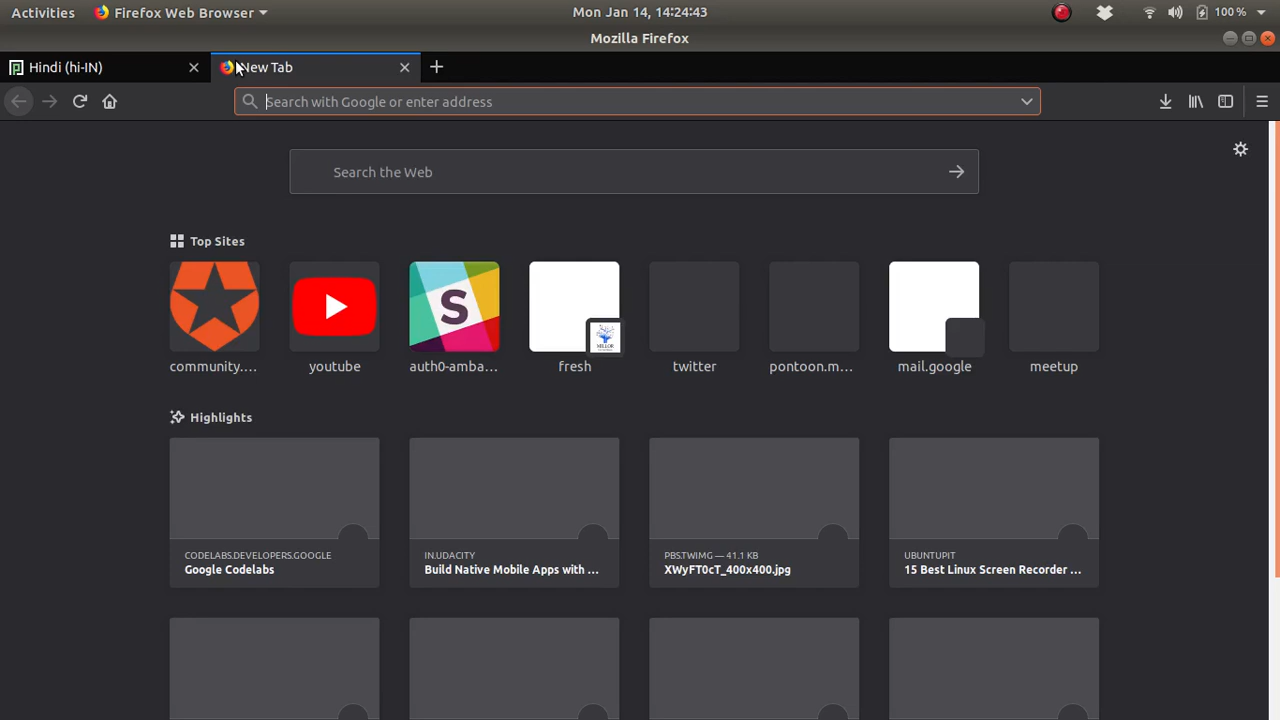 Activities Firefox Web Browser Mon Jan 14, 14:24:43 100 %
Mozilla Firefox
Hindi (hi-IN) New Tab
Search with Google or enter address
Search the Web
Top Sites
S
community.... youtube auth0-amba... fresh twitter pontoon.m... mail.google meetup
Highlights
CODELABS.DEVELOPERS.GOOGLE IN.UDACITY PBS.TWIMG — 41.1 KB UBUNTUPIT
Google Codelabs Build Native Mobile Apps with ... XWyFT0cT_400x400.jpg 15 Best Linux Screen Recorder ...